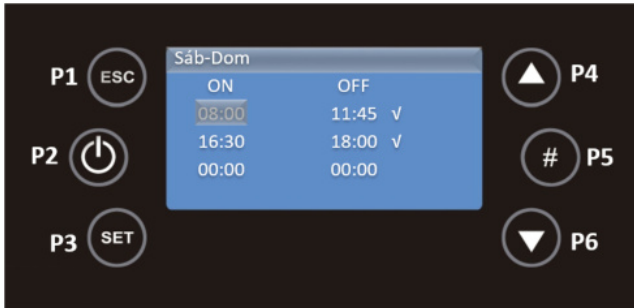 Sáb-Dom
ON OFF
08:00 11:45 √
16:30 18:00 √
00:00 00:00
P1 ESC
P2
P3 SET
P4
# P5
P6